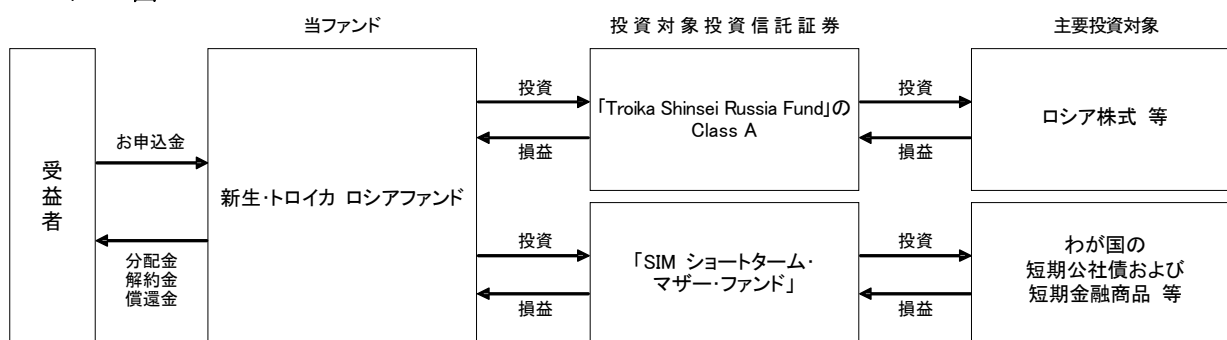 当ファンド
投資対象投資信託証券
主要投資対象
受益者
お申込金
分配金
解約金
償還金
新生・トロイカ ロシアファンド
投資
損益
「Troika Shinsei Russia Fund」の
Class A
投資
損益
ロシア株式 等
投資
損益
「SIM ショートターム・
マザー・ファンド」
投資
損益
わが国の
短期公社債および
短期金融商品 等